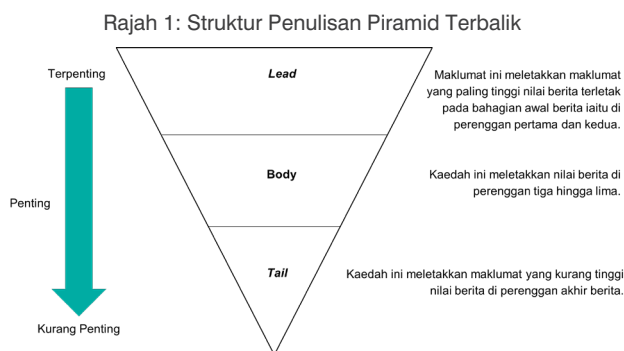 Rajah 1: Struktur Penulisan Piramid Terbalik
Terpenting
Lead
Maklumat ini meletakkan maklumat
yang paling tinggi nilai berita terletak
pada bahagian awal berita iaitu di
perenggan pertama dan kedua.
Penting
Body
Kaedah ini meletakkan nilai berita di
perenggan tiga hingga lima.
Tail
Kaedah ini meletakkan maklumat yang kurang tinggi
nilai berita di perenggan akhir berita.
Kurang Penting